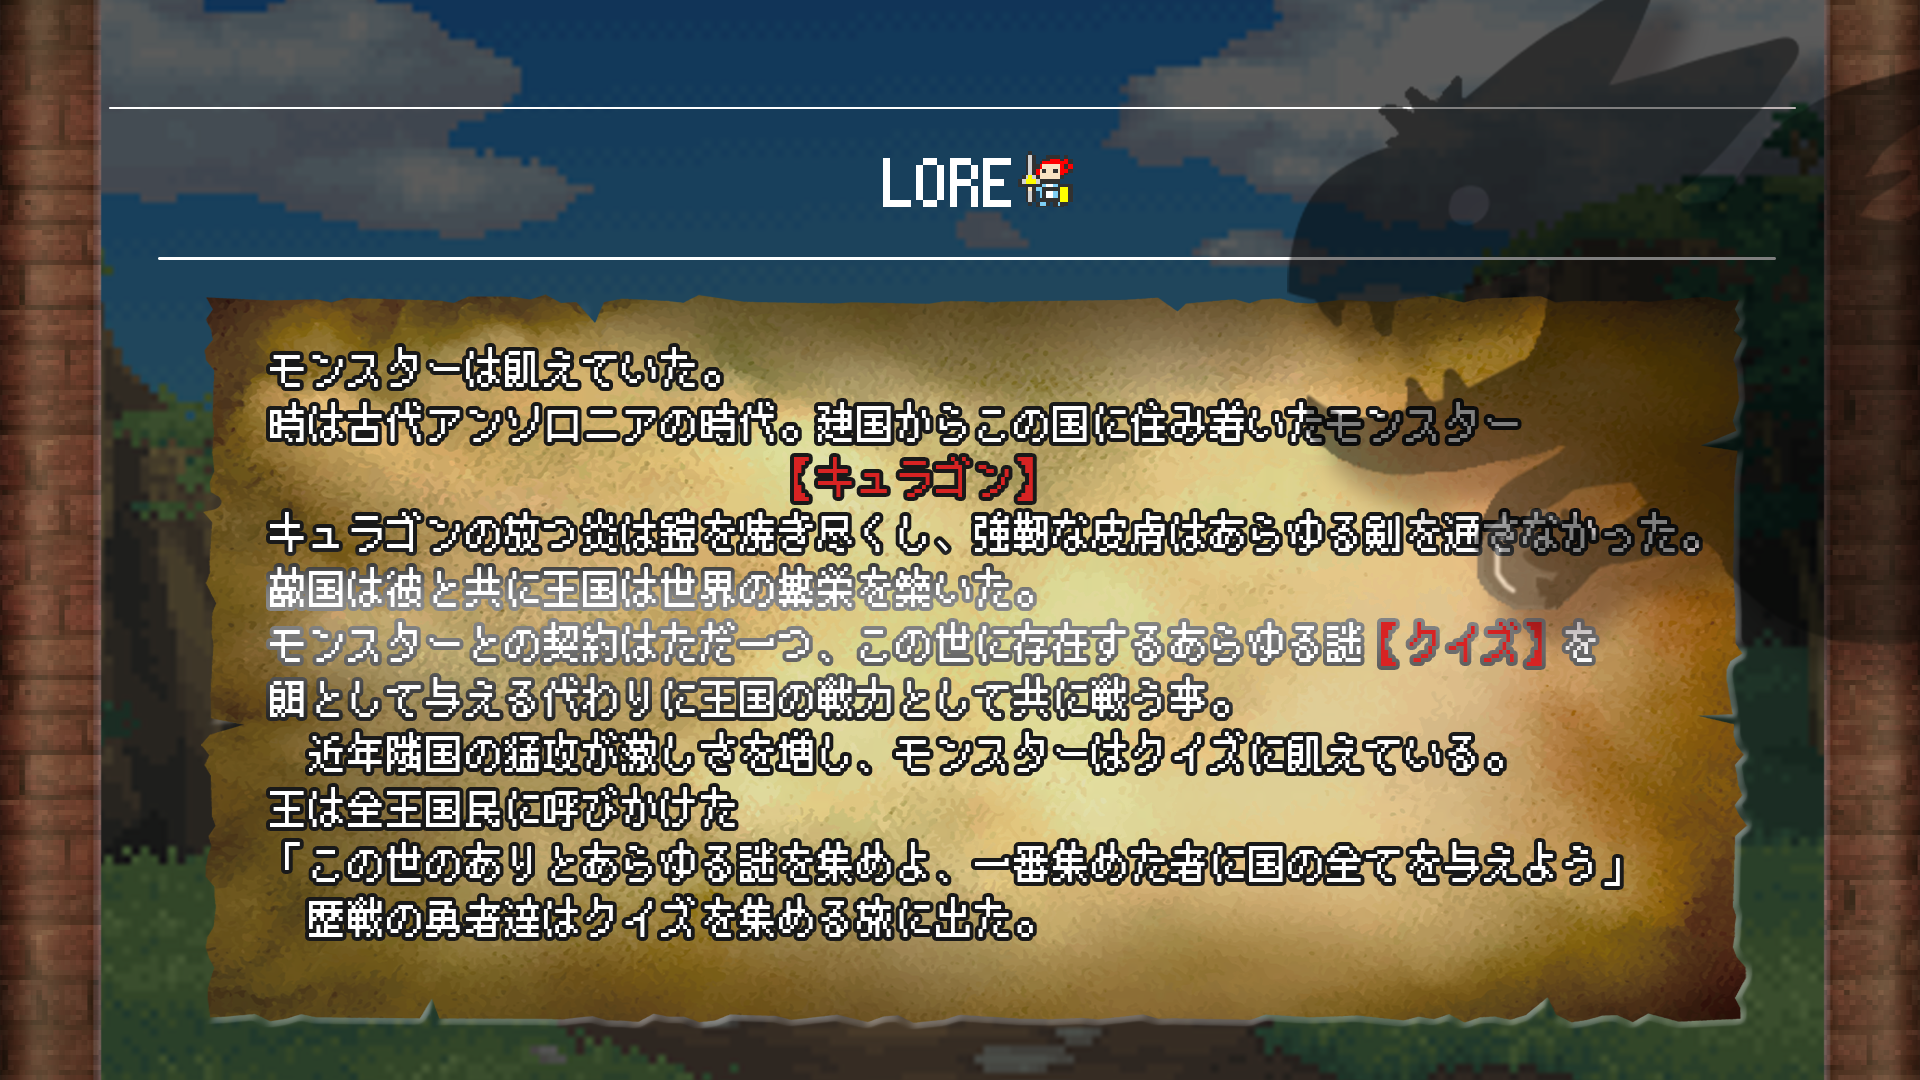 LORE
モンスターは飢えていた。
時は古代アンソロニアの時代。建国からこの国に住み着いたモンスター
【キュラゴン】
キュラゴンの放つ炎は鎧を焼き尽くし、強靭な皮膚はあらゆる剣を通さなかった。
敵国は彼と共に王国は世界の繁栄を築いた。
モンスターとの契約はただ一つ、この世に存在するあらゆる謎【クイズ】を
餌として与える代わりに王国の戦力として共に戦う事。
近年隣国の猛攻が激しさを増し、モンスターはクイズに飢えている。
王は全王国民に呼びかけた
「この世のありとあらゆる謎を集めよ、一番集めた者に国の全てを与えよう」
歴戦の勇者達はクイズを集める旅に出た。